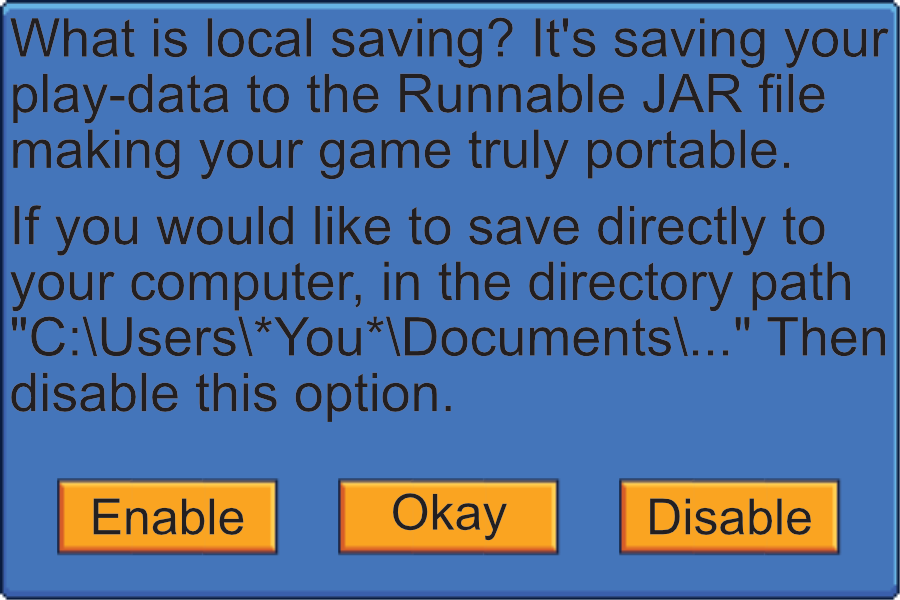 What is local saving? It's saving your
play-data to the Runnable JAR file
making your game truly portable.
If you would like to save directly to
your computer, in the directory path
"C:\Users\*You*\Documents\..." Then
disable this option.
Enable
Okay
Disable